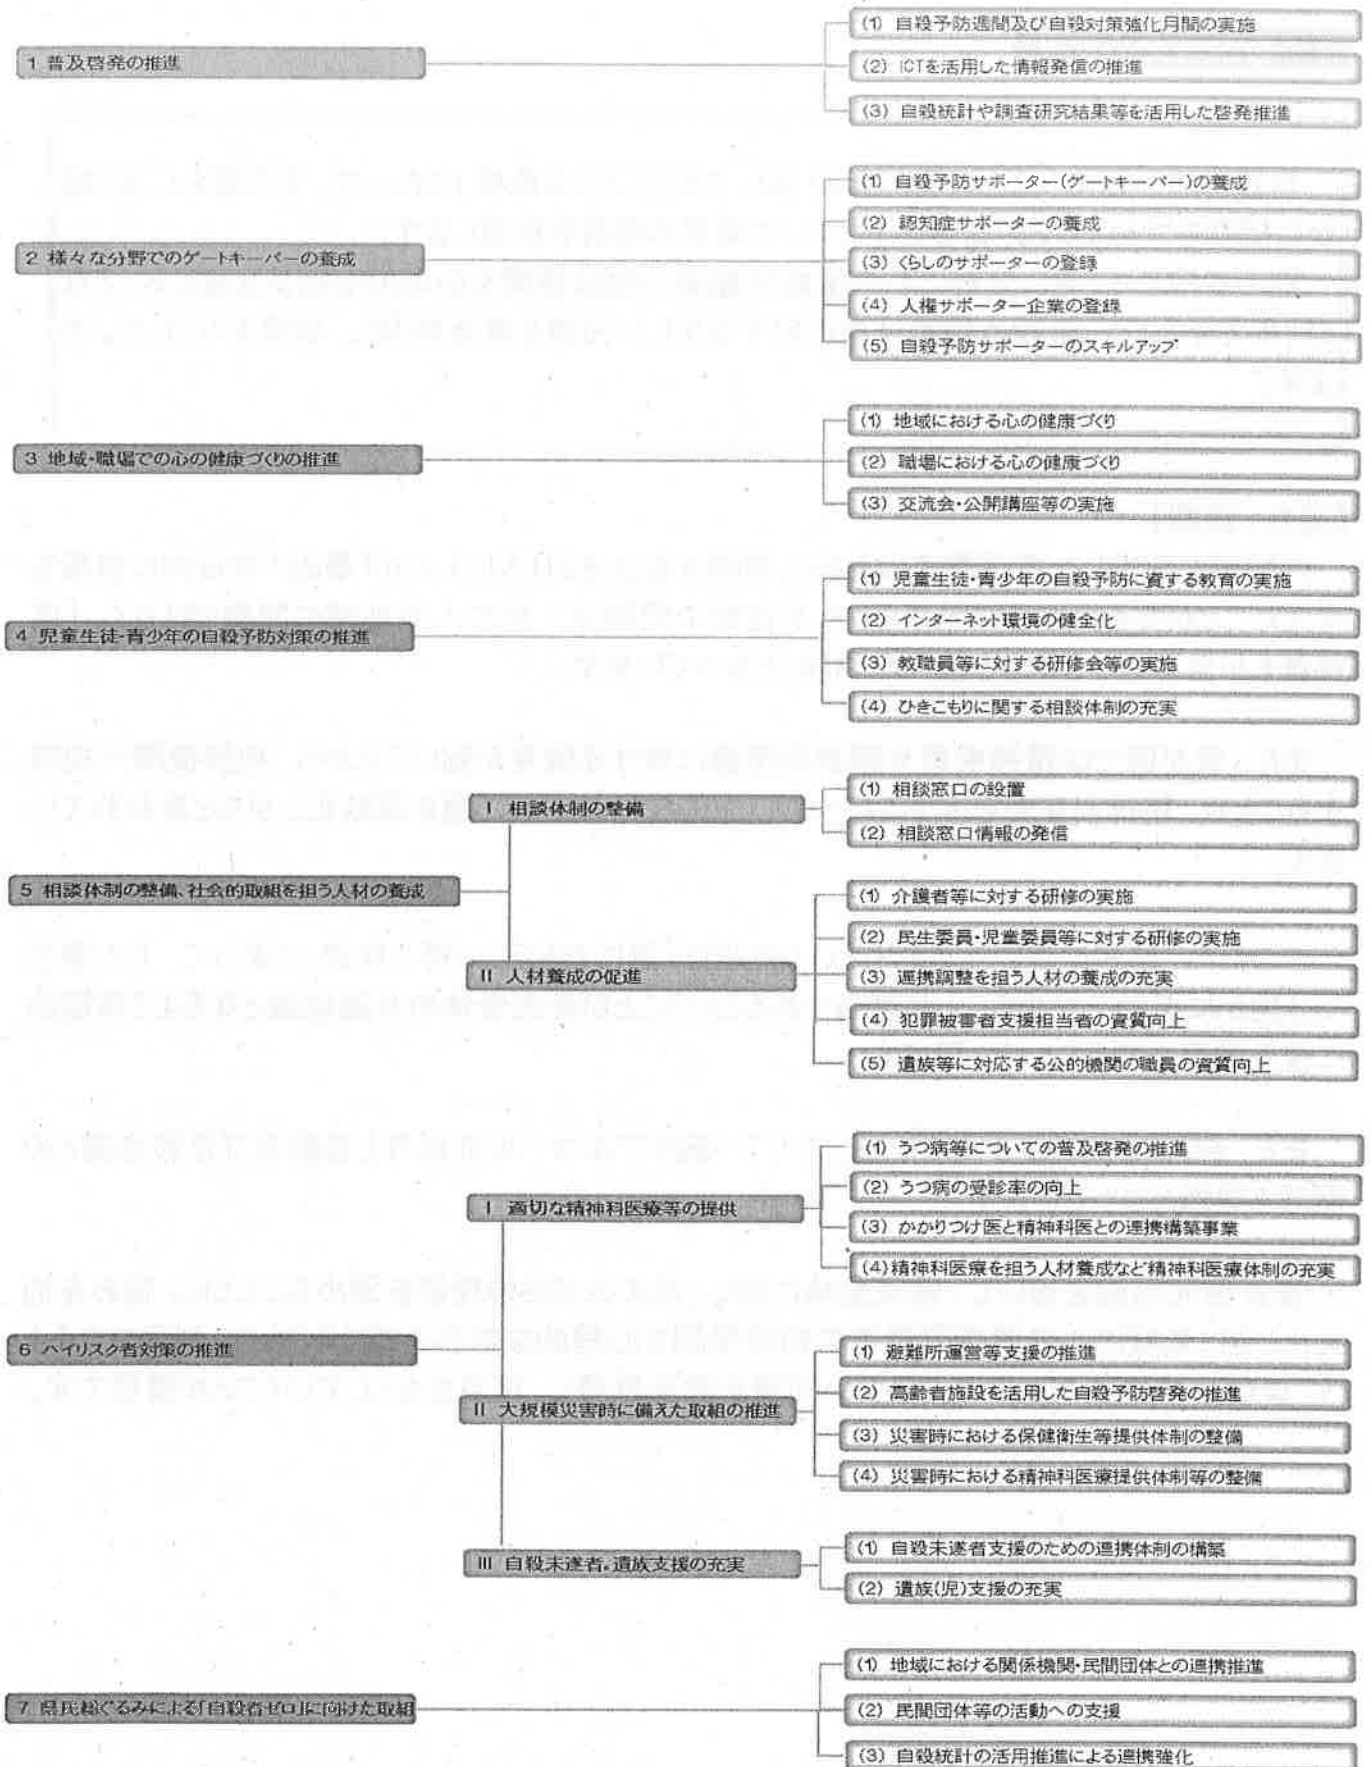 1 普及啓発の推進
(1) 自殺予防週間及び自殺対策強化月間の実施
(2) ICTを活用した情報発信の推進
(3) 自殺統計や調査研究結果等を活用した啓発推進
2 様々な分野でのゲートキーパーの養成
(1) 自殺予防サポーター(ゲートキーパー)の養成
(2) 認知症サポーターの養成
(3) くらしのサポーターの登録
(4) 人権サポーター企業の登録
(5) 自殺予防サポーターのスキルアップ
3 地域・職場での心の健康づくりの推進
(1) 地域における心の健康づくり
(2) 職場における心の健康づくり
(3) 交流会・公開講座等の実施
4 児童生徒・青少年の自殺予防対策の推進
(1) 児童生徒・青少年の自殺予防に資する教育の実施
(2) インターネット環境の健全化
(3) 教職員等に対する研修会等の実施
(4) ひきこもりに関する相談体制の充実
5 相談体制の整備、社会的取組を担う人材の養成
I 相談体制の整備
(1) 相談窓口の設置
(2) 相談窓口情報の発信
II 人材養成の促進
(1) 介護者等に対する研修の実施
(2) 民生委員・児童委員等に対する研修の実施
(3) 連携調整を担う人材の養成の充実
(4) 犯罪被害者支援担当者の資質向上
(5) 遺族等に対応する公的機関の職員の資質向上
6 ハイリスク者対策の推進
I 適切な精神科医療等の提供
(1) うつ病等についての普及啓発の推進
(2) うつ病の受診率の向上
(3) かかりつけ医と精神科医との連携構築事業
(4)精神科医療を担う人材養成など精神科医療体制の充実
II 大規模災害時に備えた取組の推進
(1) 避難所運営等支援の推進
(2) 高齢者施設を活用した自殺予防啓発の推進
(3) 災害時における保健衛生等提供体制の整備
(4) 災害時における精神科医療提供体制等の整備
III 自殺未遂者・遺族支援の充実
(1) 自殺未遂者支援のための連携体制の構築
(2) 遺族(児)支援の充実
7 県民総ぐるみによる「自殺者ゼロ」に向けた取組
(1) 地域における関係機関・民間団体との連携推進
(2) 民間団体等の活動への支援
(3) 自殺統計の活用推進による連携強化